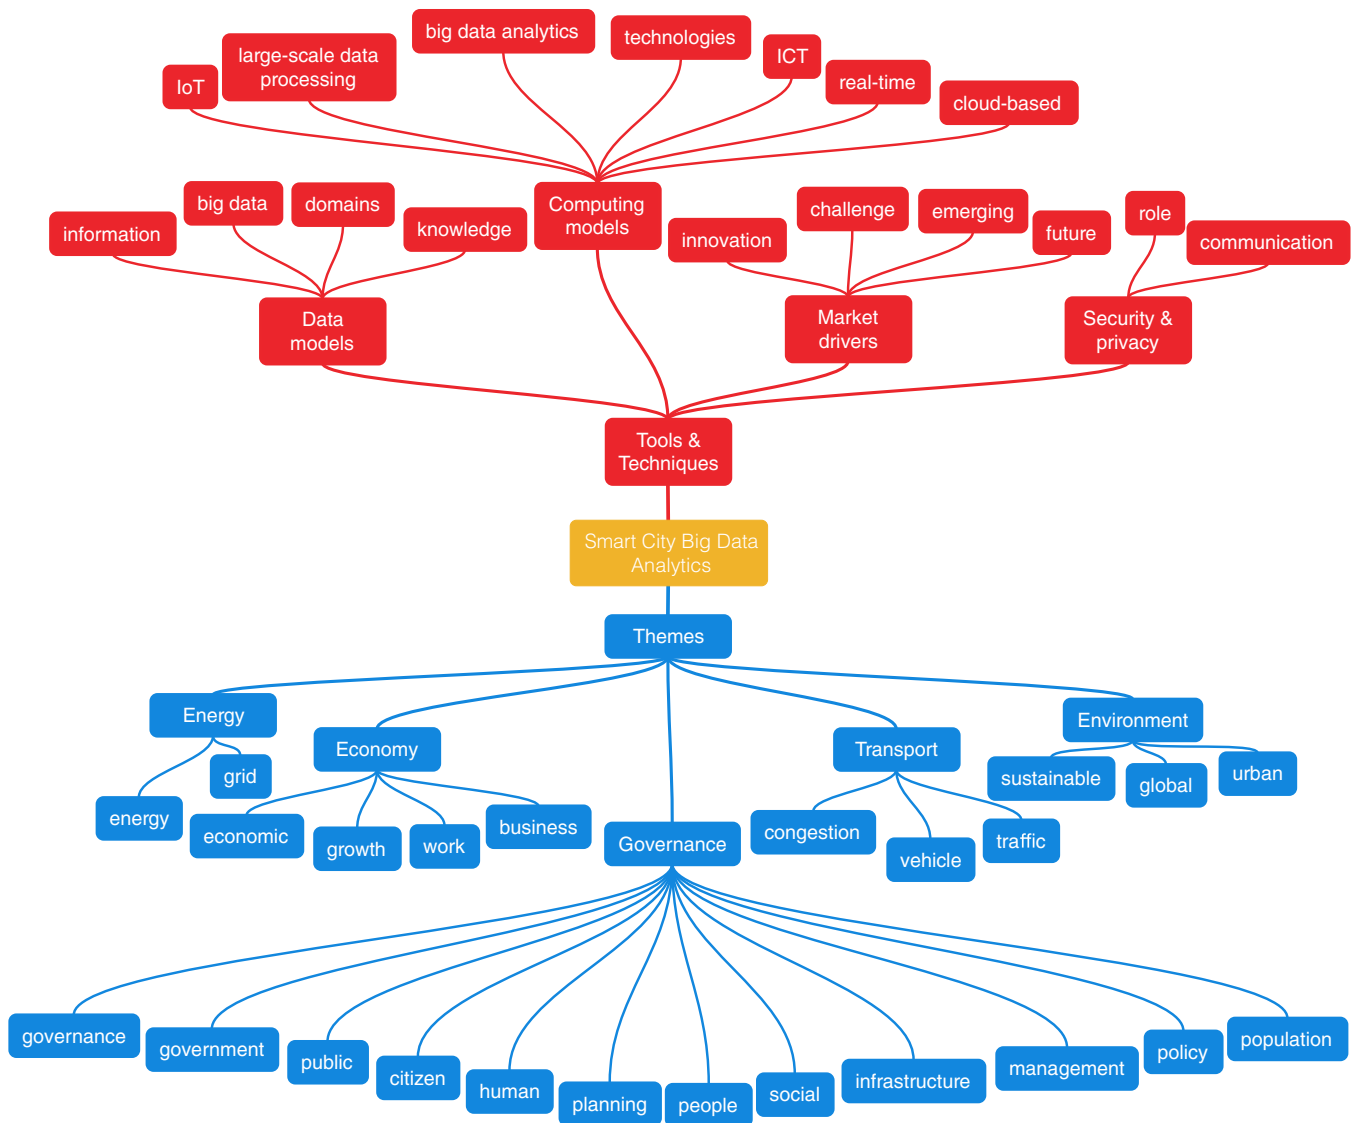 big data analytics
technologies
ICT
large-scale data
processing
IoT
real-time
cloud-based
information
big data
domains
knowledge
Computing
models
innovation
challenge
emerging
future
role
communication
Data
models
Market
drivers
Security &
privacy
Tools &
Techniques
Smart City Big Data
Analytics
Themes
Energy
Economy
Transport
Environment
energy
grid
economic
growth
work
business
Governance
congestion
vehicle
traffic
sustainable
global
urban
governance
government
public
citizen
human
planning
people
social
infrastructure
management
policy
population